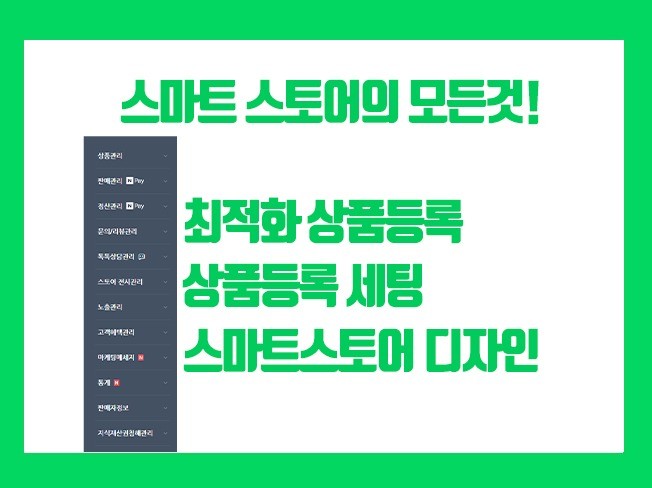 스마트 스토어의 모든것!
상품관리
판매관리 N Pay
정산관리 N Pay
문의/리뷰관리
톡톡상담관리
스토어 전시관리
노출관리
고객혜택관리
마케팅메세지 N
통계 N
판매자정보
지식재산권침해관리
최적화 상품등록
상품등록 세팅
스마트스토어 디자인